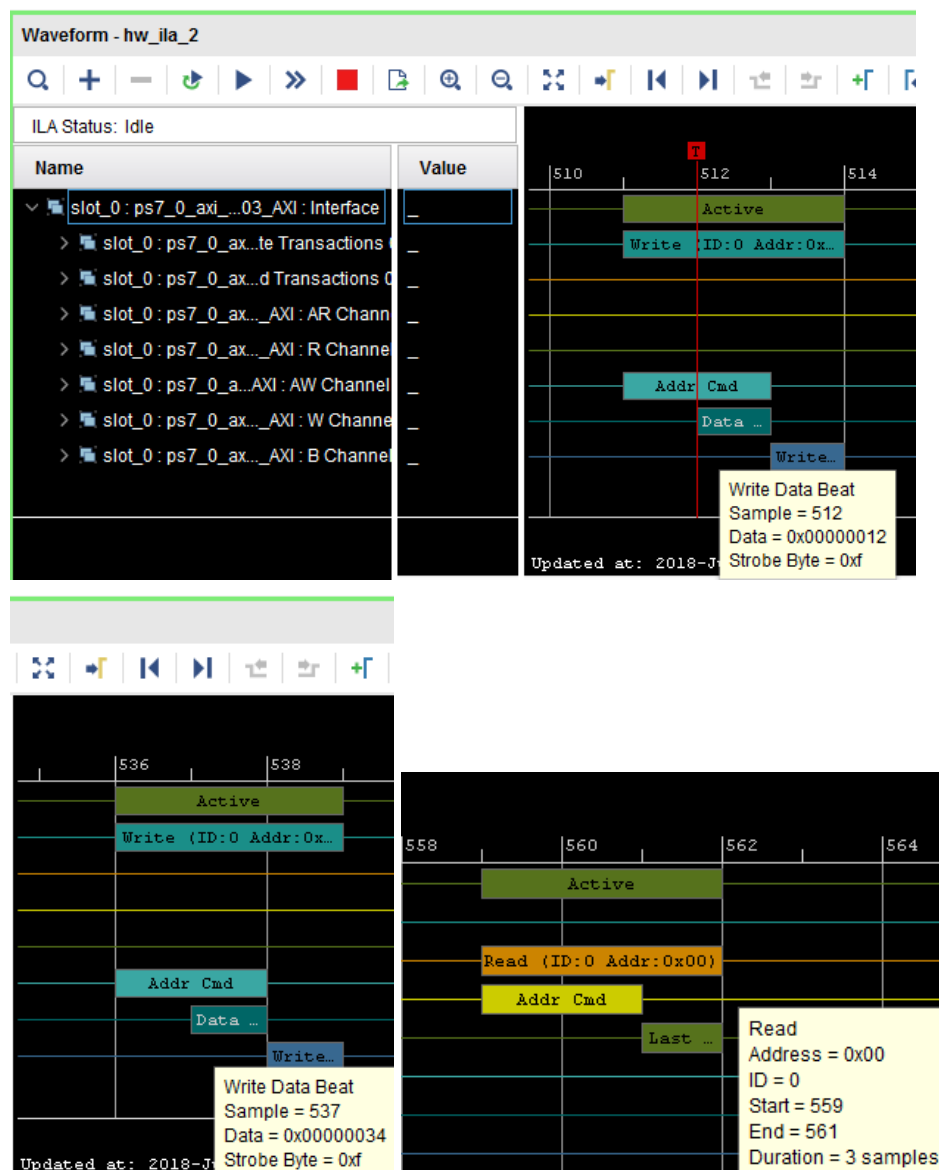 Waveform - hw_ila_2
ILA Status: Idle
Name Value
slot_0 : ps7_0_axi_...03_AXI : Interface _
slot_0 : ps7_0_ax...te Transactions _
slot_0 : ps7_0_ax...d Transactions 0 _
slot_0 : ps7_0_ax..._AXI : AR Chann _
slot_0 : ps7_0_ax..._AXI : R Channe _
slot_0 : ps7_0_a...AXI : AW Channel _
slot_0 : ps7_0_ax..._AXI : W Channe _
slot_0 : ps7_0_ax..._AXI : B Channel _
T
510 512 514
Active
Write (ID:0 Addr:0x...
Addr Cmd
Data ...
Write...
Write Data Beat
Sample = 512
Data = 0x00000012
Strobe Byte = 0xf
Updated at: 2018-J
536 538
Active
Write (ID:0 Addr:0x...
Addr Cmd
Data ...
Write...
Write Data Beat
Sample = 537
Data = 0x00000034
Strobe Byte = 0xf
Updated at: 2018-J
558 560 562 564
Active
Read (ID:0 Addr:0x00)
Addr Cmd
Last ...
Read
Address = 0x00
ID = 0
Start = 559
End = 561
Duration = 3 samples